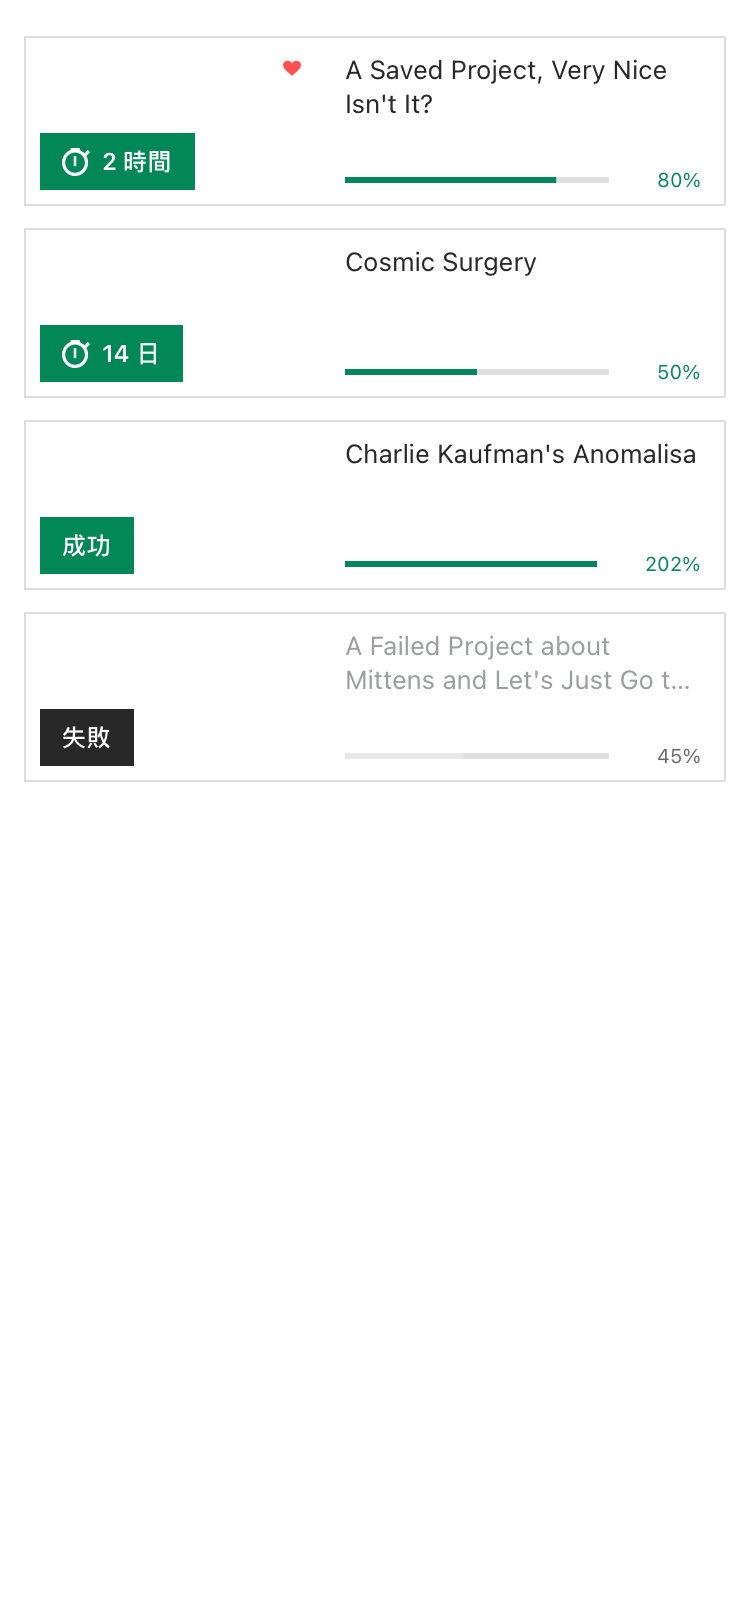 A Saved Project, Very Nice
Isn't It?
2 時間
80%
Cosmic Surgery
14 日
50%
Charlie Kaufman's Anomalisa
成功
202%
A Failed Project about
Mittens and Let's Just Go t...
失敗
45%